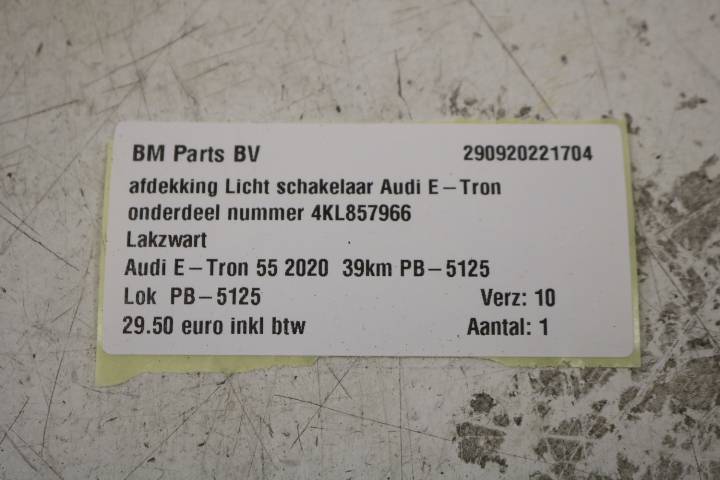 BM Parts BV 290920221704
afdekking Licht schakelaar Audi E-Tron
onderdeel nummer 4KL857966
Lakzwart
Audi E-Tron 55 2020 39km PB-5125
Lok PB-5125 Verz: 10
29.50 euro inkl btw Aantal: 1